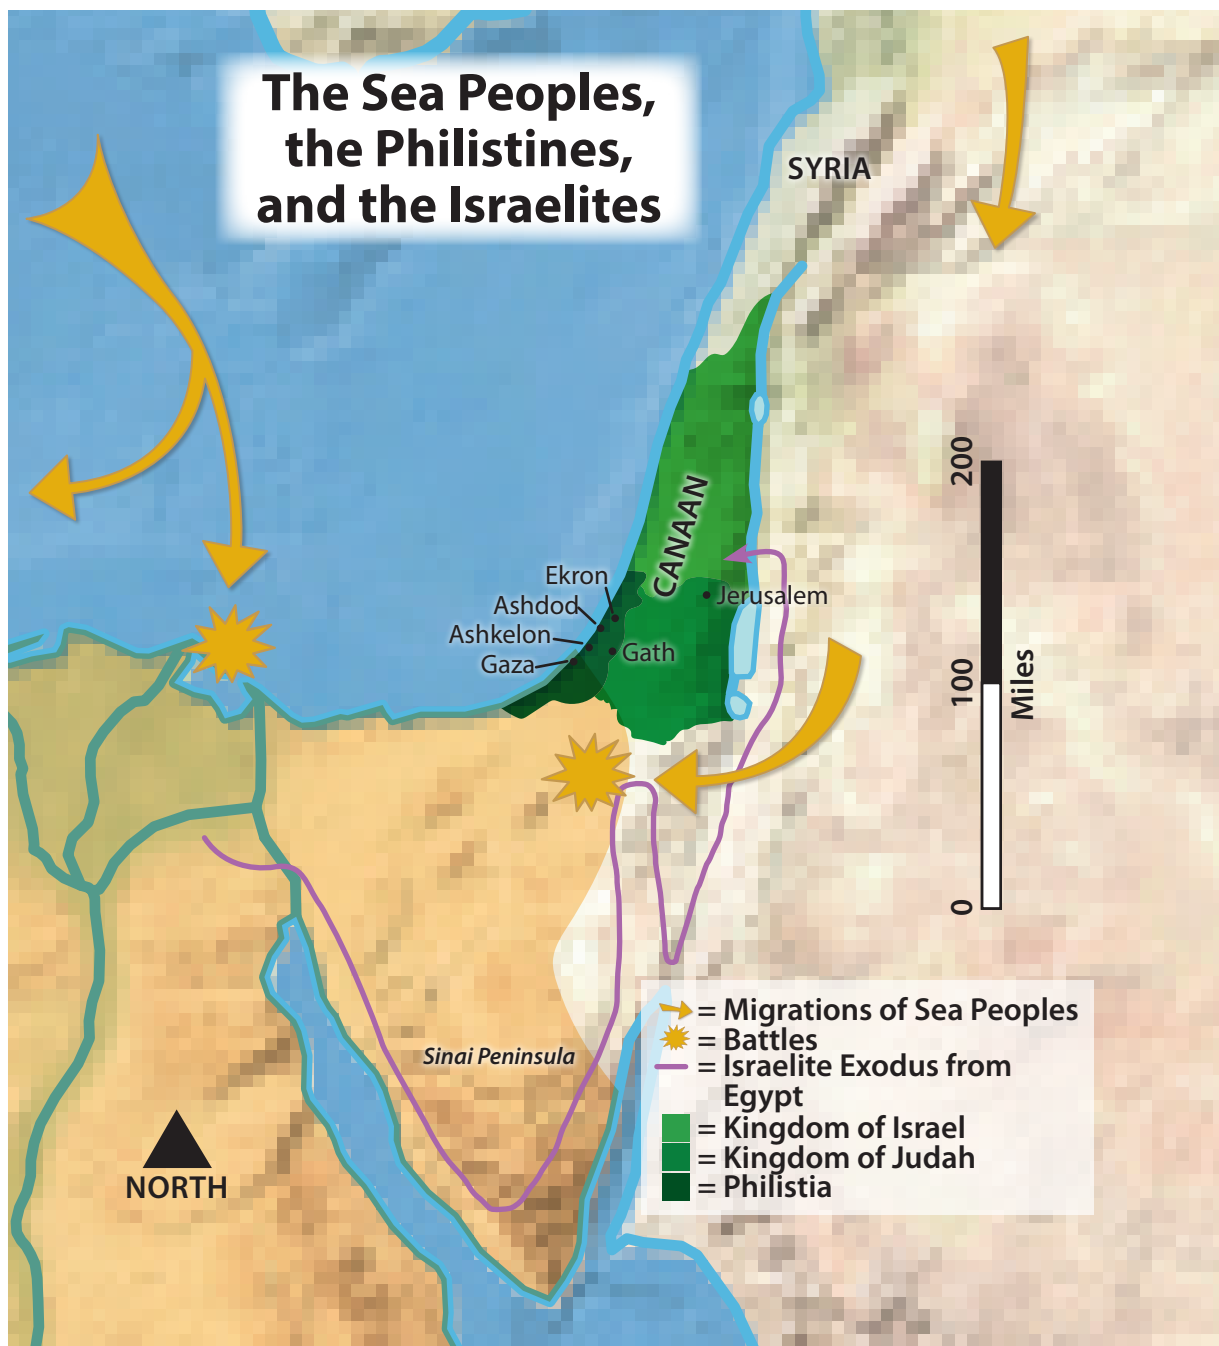 The Sea Peoples,
the Philistines,
and the Israelites
SYRIA
CANAAN
Ekron
Ashdod
Ashkelon
Gaza
Gath
Jerusalem
200
100
0
Miles
Sinai Peninsula
NORTH
= Migrations of Sea Peoples
= Battles
= Israelite Exodus from
Egypt
= Kingdom of Israel
= Kingdom of Judah
= Philistia